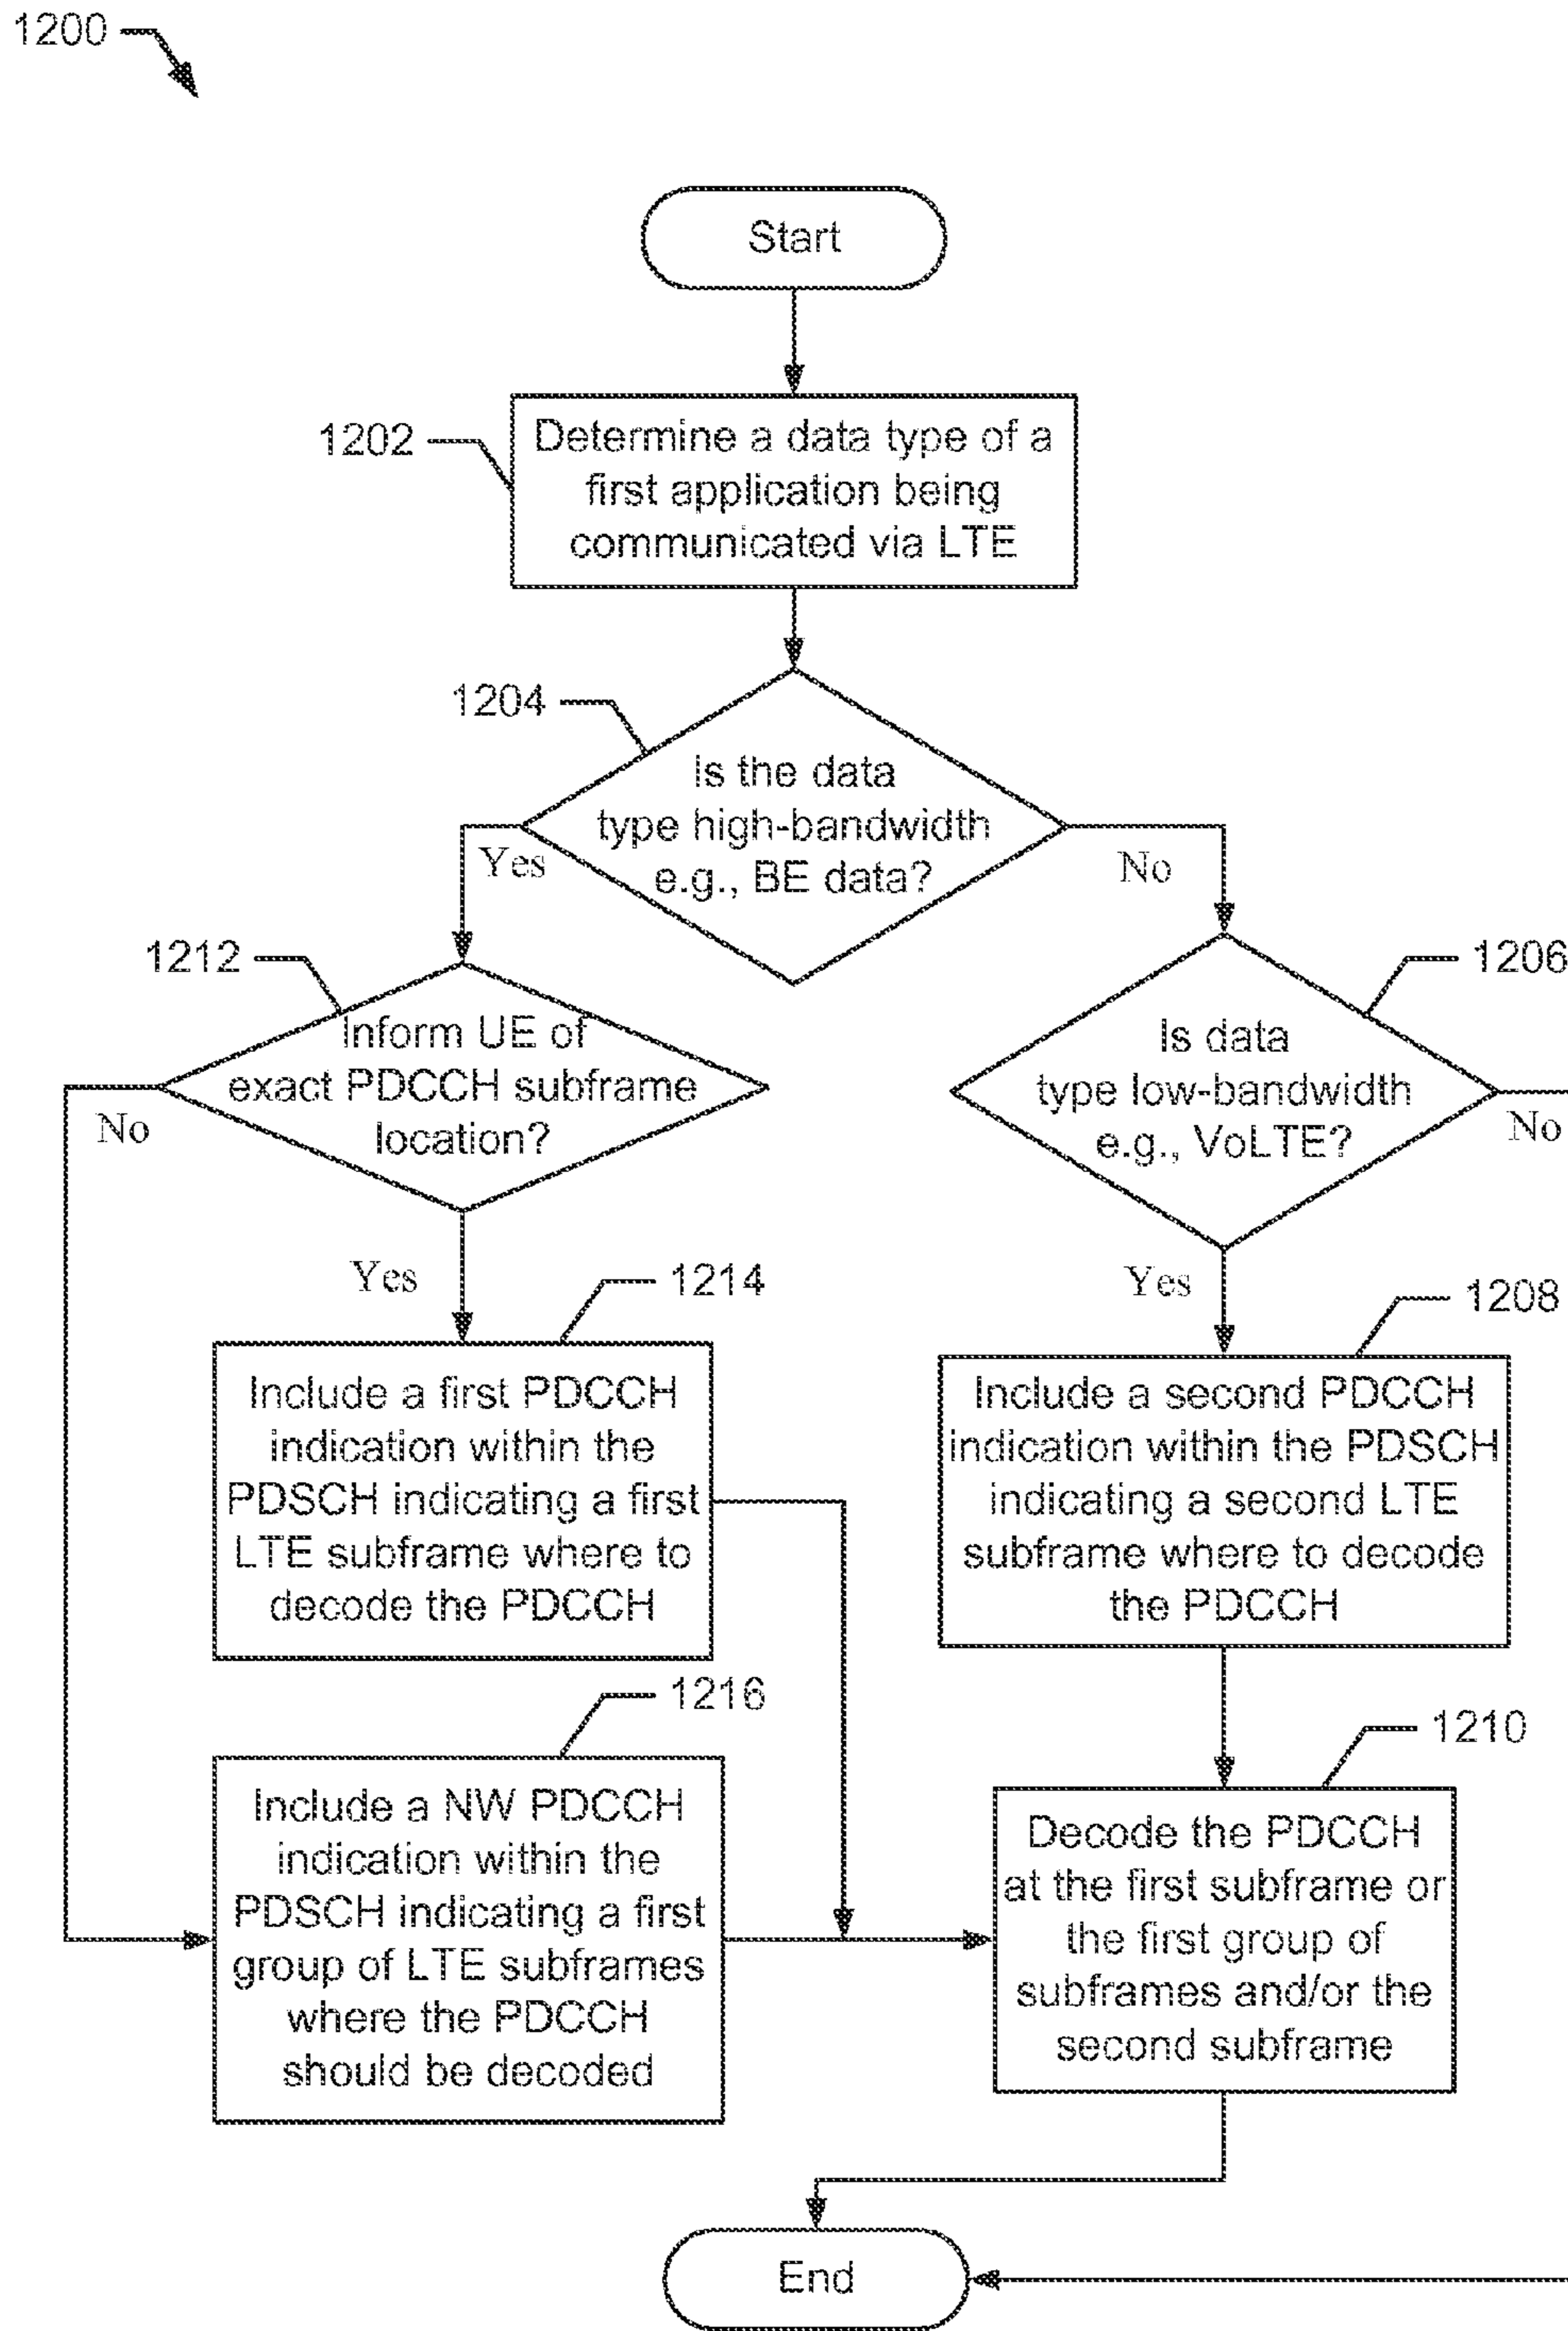 1200
Start
1202
Determine a data type of a
first application being
communicated via LTE
1204
Is the data
type high-bandwidth
e.g., BE data?
Yes
No
1212
Inform UE of
exact PDCCH subframe
location?
No
Yes
1206
Is data
type low-bandwidth
e.g., VoLTE?
No
Yes
1214
Include a first PDCCH
indication within the
PDSCH indicating a first
LTE subframe where to
decode the PDCCH
1208
Include a second PDCCH
indication within the PDSCH
indicating a second LTE
subframe where to decode
the PDCCH
1216
Include a NW PDCCH
indication within the
PDSCH indicating a first
group of LTE subframes
where the PDCCH
should be decoded
1210
Decode the PDCCH
at the first subframe or
the first group of
subframes and/or the
second subframe
End